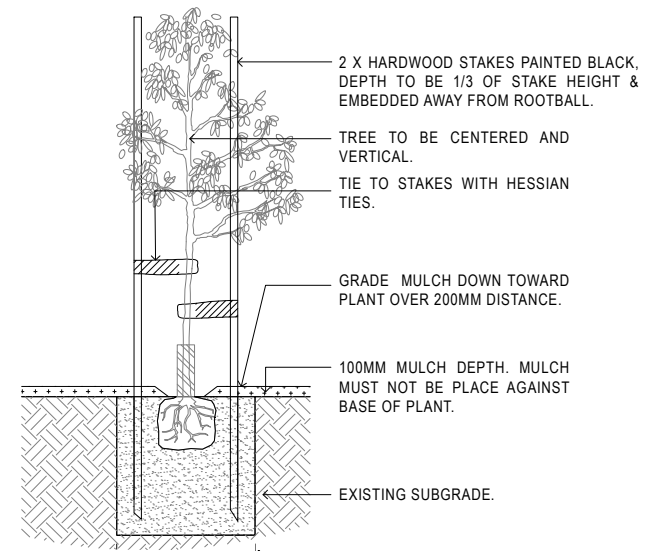 2 X HARDWOOD STAKES PAINTED BLACK,
DEPTH TO BE 1/3 OF STAKE HEIGHT &
EMBEDDED AWAY FROM ROOTBALL.
TREE TO BE CENTERED AND
VERTICAL.
TIE TO STAKES WITH HESSIAN
TIES.
GRADE MULCH DOWN TOWARD
PLANT OVER 200MM DISTANCE.
100MM MULCH DEPTH. MULCH
MUST NOT BE PLACE AGAINST
BASE OF PLANT.
EXISTING SUBGRADE.